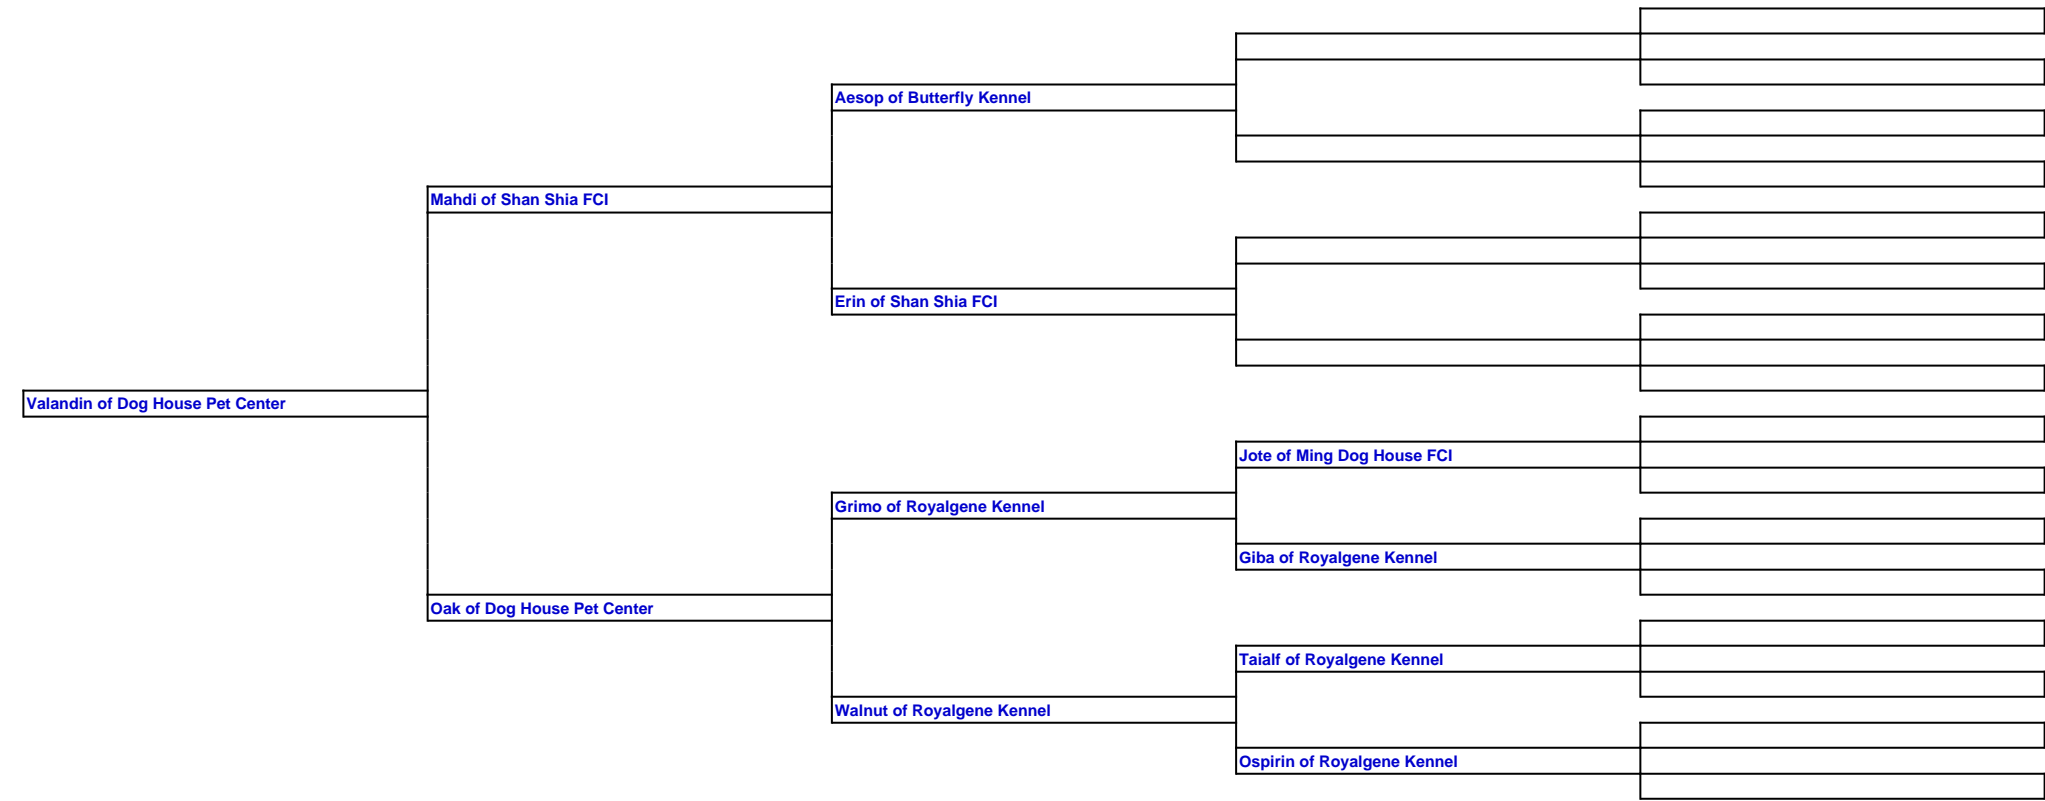 Aesop of Butterfly Kennel
Mahdi of Shan Shia FCI
Erin of Shan Shia FCI
Valandin of Dog House Pet Center
Jote of Ming Dog House FCI
Grimo of Royalgene Kennel
Giba of Royalgene Kennel
Oak of Dog House Pet Center
Taialf of Royalgene Kennel
Walnut of Royalgene Kennel
Ospirin of Royalgene Kennel